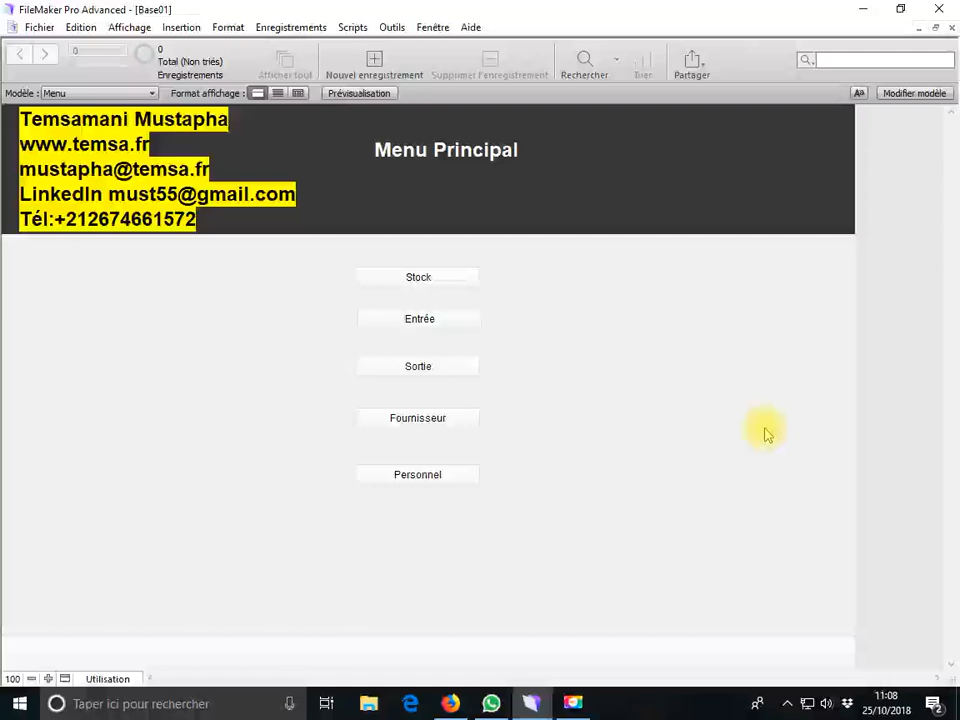 FileMaker Pro Advanced - [Base01]
Fichier Edition Affichage Insertion Format Enregistrements Scripts Outils Fenêtre Aide
0
0
Total (Non triés)
Enregistrements
Afficher tout
Nouvel enregistrement
Supprimer l'enregistrement
Rechercher
Trier
Partager
Modèle : Menu Format affichage : Prévisualisation Aa Modifier modèle
Temsamani Mustapha
www.temsa.fr
mustapha@temsa.fr
LinkedIn must55@gmail.com
Tél:+212674661572
Menu Principal
Stock
Entrée
Sortie
Fournisseur
Personnel
100 Utilisation
Taper ici pour rechercher
11:08
25/10/2018
2